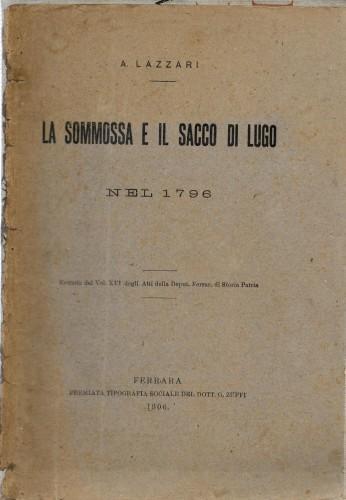 A. LAZZARI
LA SOMMOSSA E IL SACCO DI LUGO
NEL 1796
Estratto dal Vol. XVI degli Atti della Deput. Ferrar. di Storia Patria
FERRARA
PREMIATA TIPOGRAFIA SOCIALE DEL DOTT. G. ZUFFI
1906.